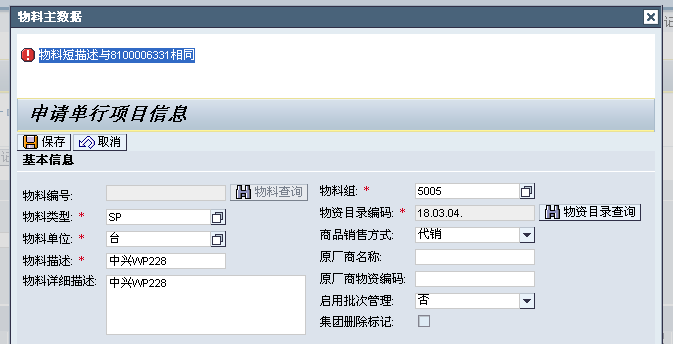 物料主数据
物料短描述与8100006331相同
申请单行项目信息
保存 取消
基本信息
物料编号: 物料查询 物料组: * 5005
物料类型: * SP 物资目录编码: * 18.03.04. 物资目录查询
物料单位: * 台 商品销售方式: 代销
物料描述: * 中兴WP228 原厂商名称:
物料详细描述: 中兴WP228 原厂商物资编码:
启用批次管理: 否
集团删除标记: